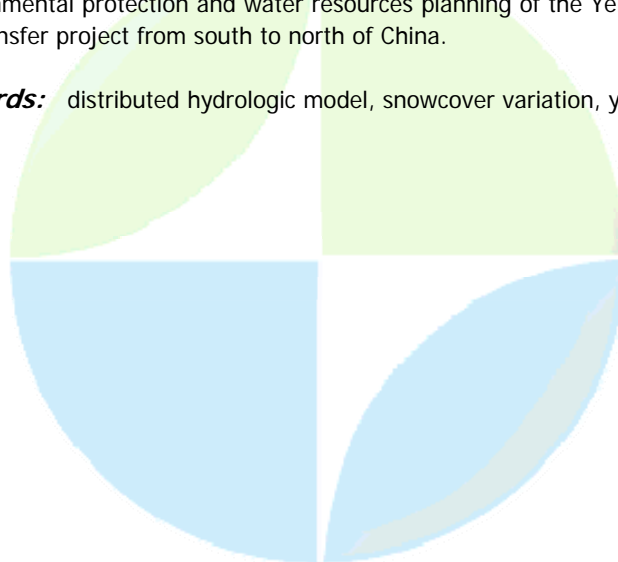 nmental protection and water resources planning of the Ye
nsfer project from south to north of China.
rds: distributed hydrologic model, snowcover variation, y